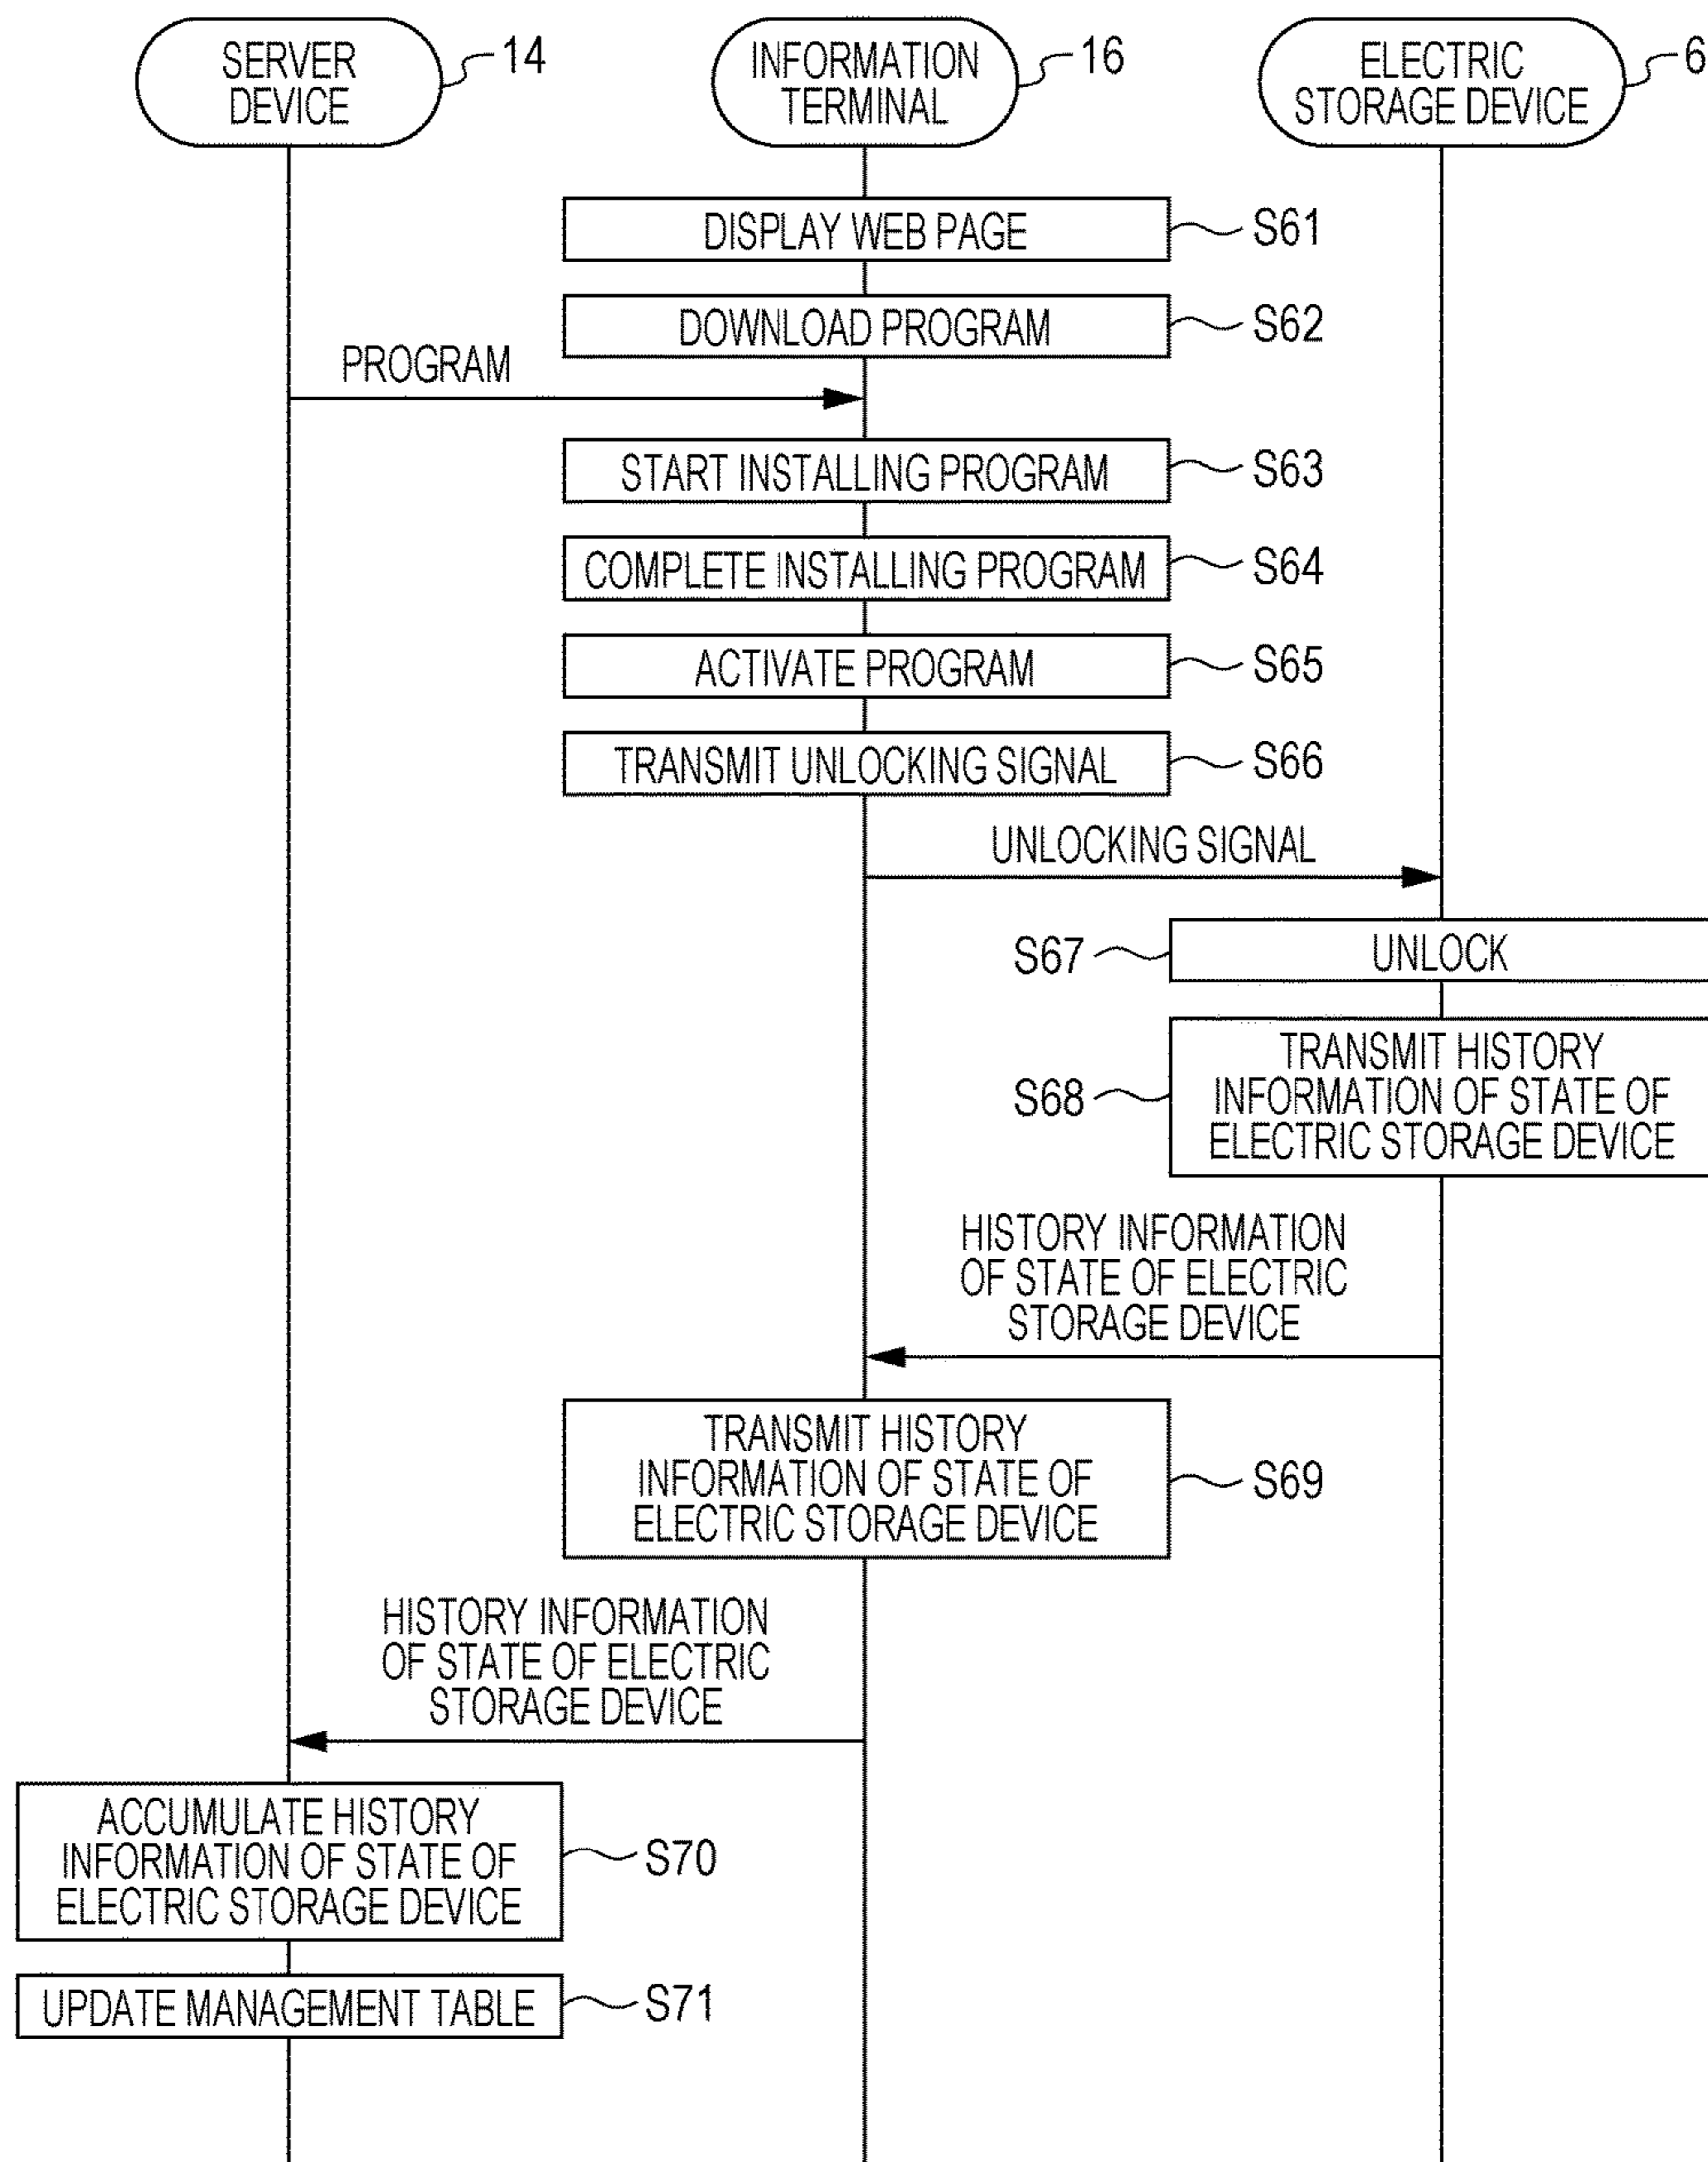 SERVER
DEVICE
14
INFORMATION
TERMINAL
16
ELECTRIC
STORAGE DEVICE
6
DISPLAY WEB PAGE
S61
DOWNLOAD PROGRAM
S62
PROGRAM
START INSTALLING PROGRAM
S63
COMPLETE INSTALLING PROGRAM
S64
ACTIVATE PROGRAM
S65
TRANSMIT UNLOCKING SIGNAL
S66
UNLOCKING SIGNAL
S67
UNLOCK
S68
TRANSMIT HISTORY
INFORMATION OF STATE OF
ELECTRIC STORAGE DEVICE
HISTORY INFORMATION
OF STATE OF ELECTRIC
STORAGE DEVICE
TRANSMIT HISTORY
INFORMATION OF STATE OF
ELECTRIC STORAGE DEVICE
S69
HISTORY INFORMATION
OF STATE OF ELECTRIC
STORAGE DEVICE
ACCUMULATE HISTORY
INFORMATION OF STATE OF
ELECTRIC STORAGE DEVICE
S70
UPDATE MANAGEMENT TABLE
S71